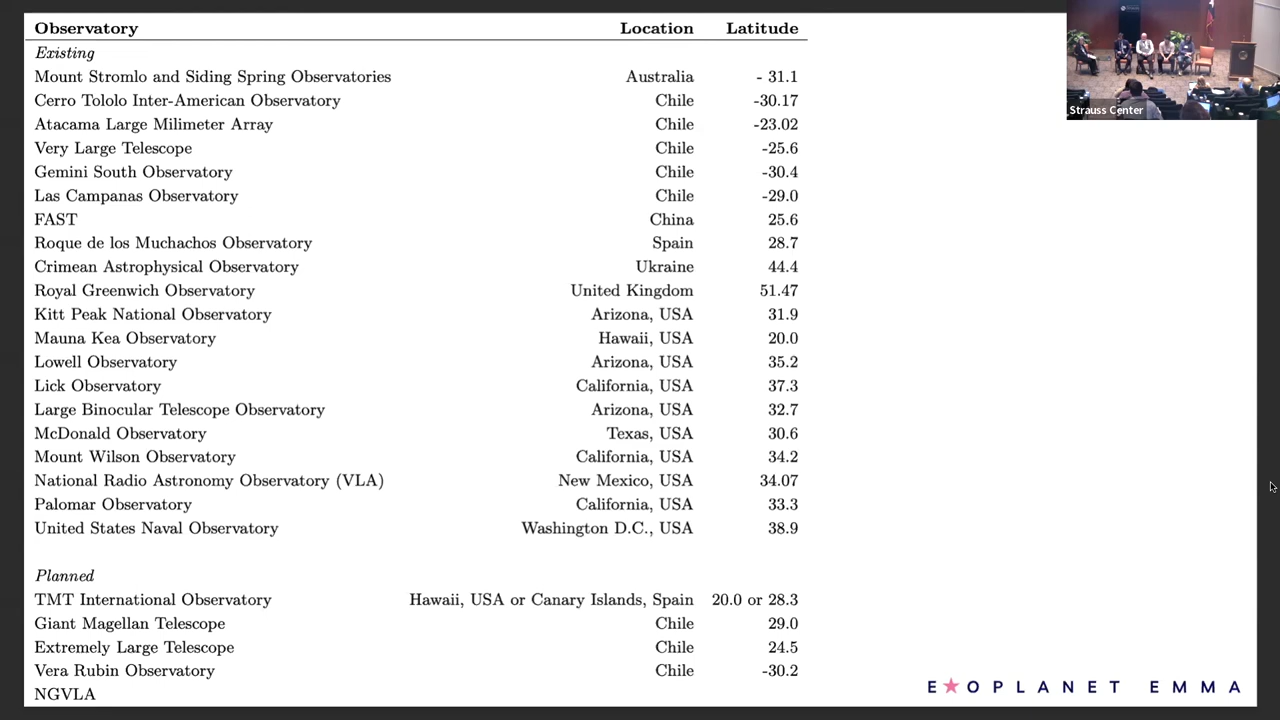 Observatory Location Latitude
Existing
Mount Stromlo and Siding Spring Observatories Australia - 31.1
Cerro Tololo Inter-American Observatory Chile -30.17
Atacama Large Milimeter Array Chile -23.02
Very Large Telescope Chile -25.6
Gemini South Observatory Chile -30.4
Las Campanas Observatory Chile -29.0
FAST China 25.6
Roque de los Muchachos Observatory Spain 28.7
Crimean Astrophysical Observatory Ukraine 44.4
Royal Greenwich Observatory United Kingdom 51.47
Kitt Peak National Observatory Arizona, USA 31.9
Mauna Kea Observatory Hawaii, USA 20.0
Lowell Observatory Arizona, USA 35.2
Lick Observatory California, USA 37.3
Large Binocular Telescope Observatory Arizona, USA 32.7
McDonald Observatory Texas, USA 30.6
Mount Wilson Observatory California, USA 34.2
National Radio Astronomy Observatory (VLA) New Mexico, USA 34.07
Palomar Observatory California, USA 33.3
United States Naval Observatory Washington D.C., USA 38.9
Planned
TMT International Observatory Hawaii, USA or Canary Islands, Spain 20.0 or 28.3
Giant Magellan Telescope Chile 29.0
Extremely Large Telescope Chile 24.5
Vera Rubin Observatory Chile -30.2
NGVLA
Strauss Center
E★OPLANET EMMA